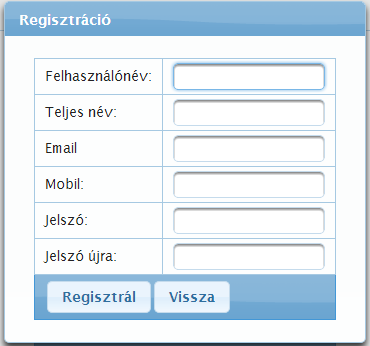 Regisztráció
Felhasználónév:
Teljes név:
Email
Mobil:
Jelszó:
Jelszó újra:
Regisztrál Vissza